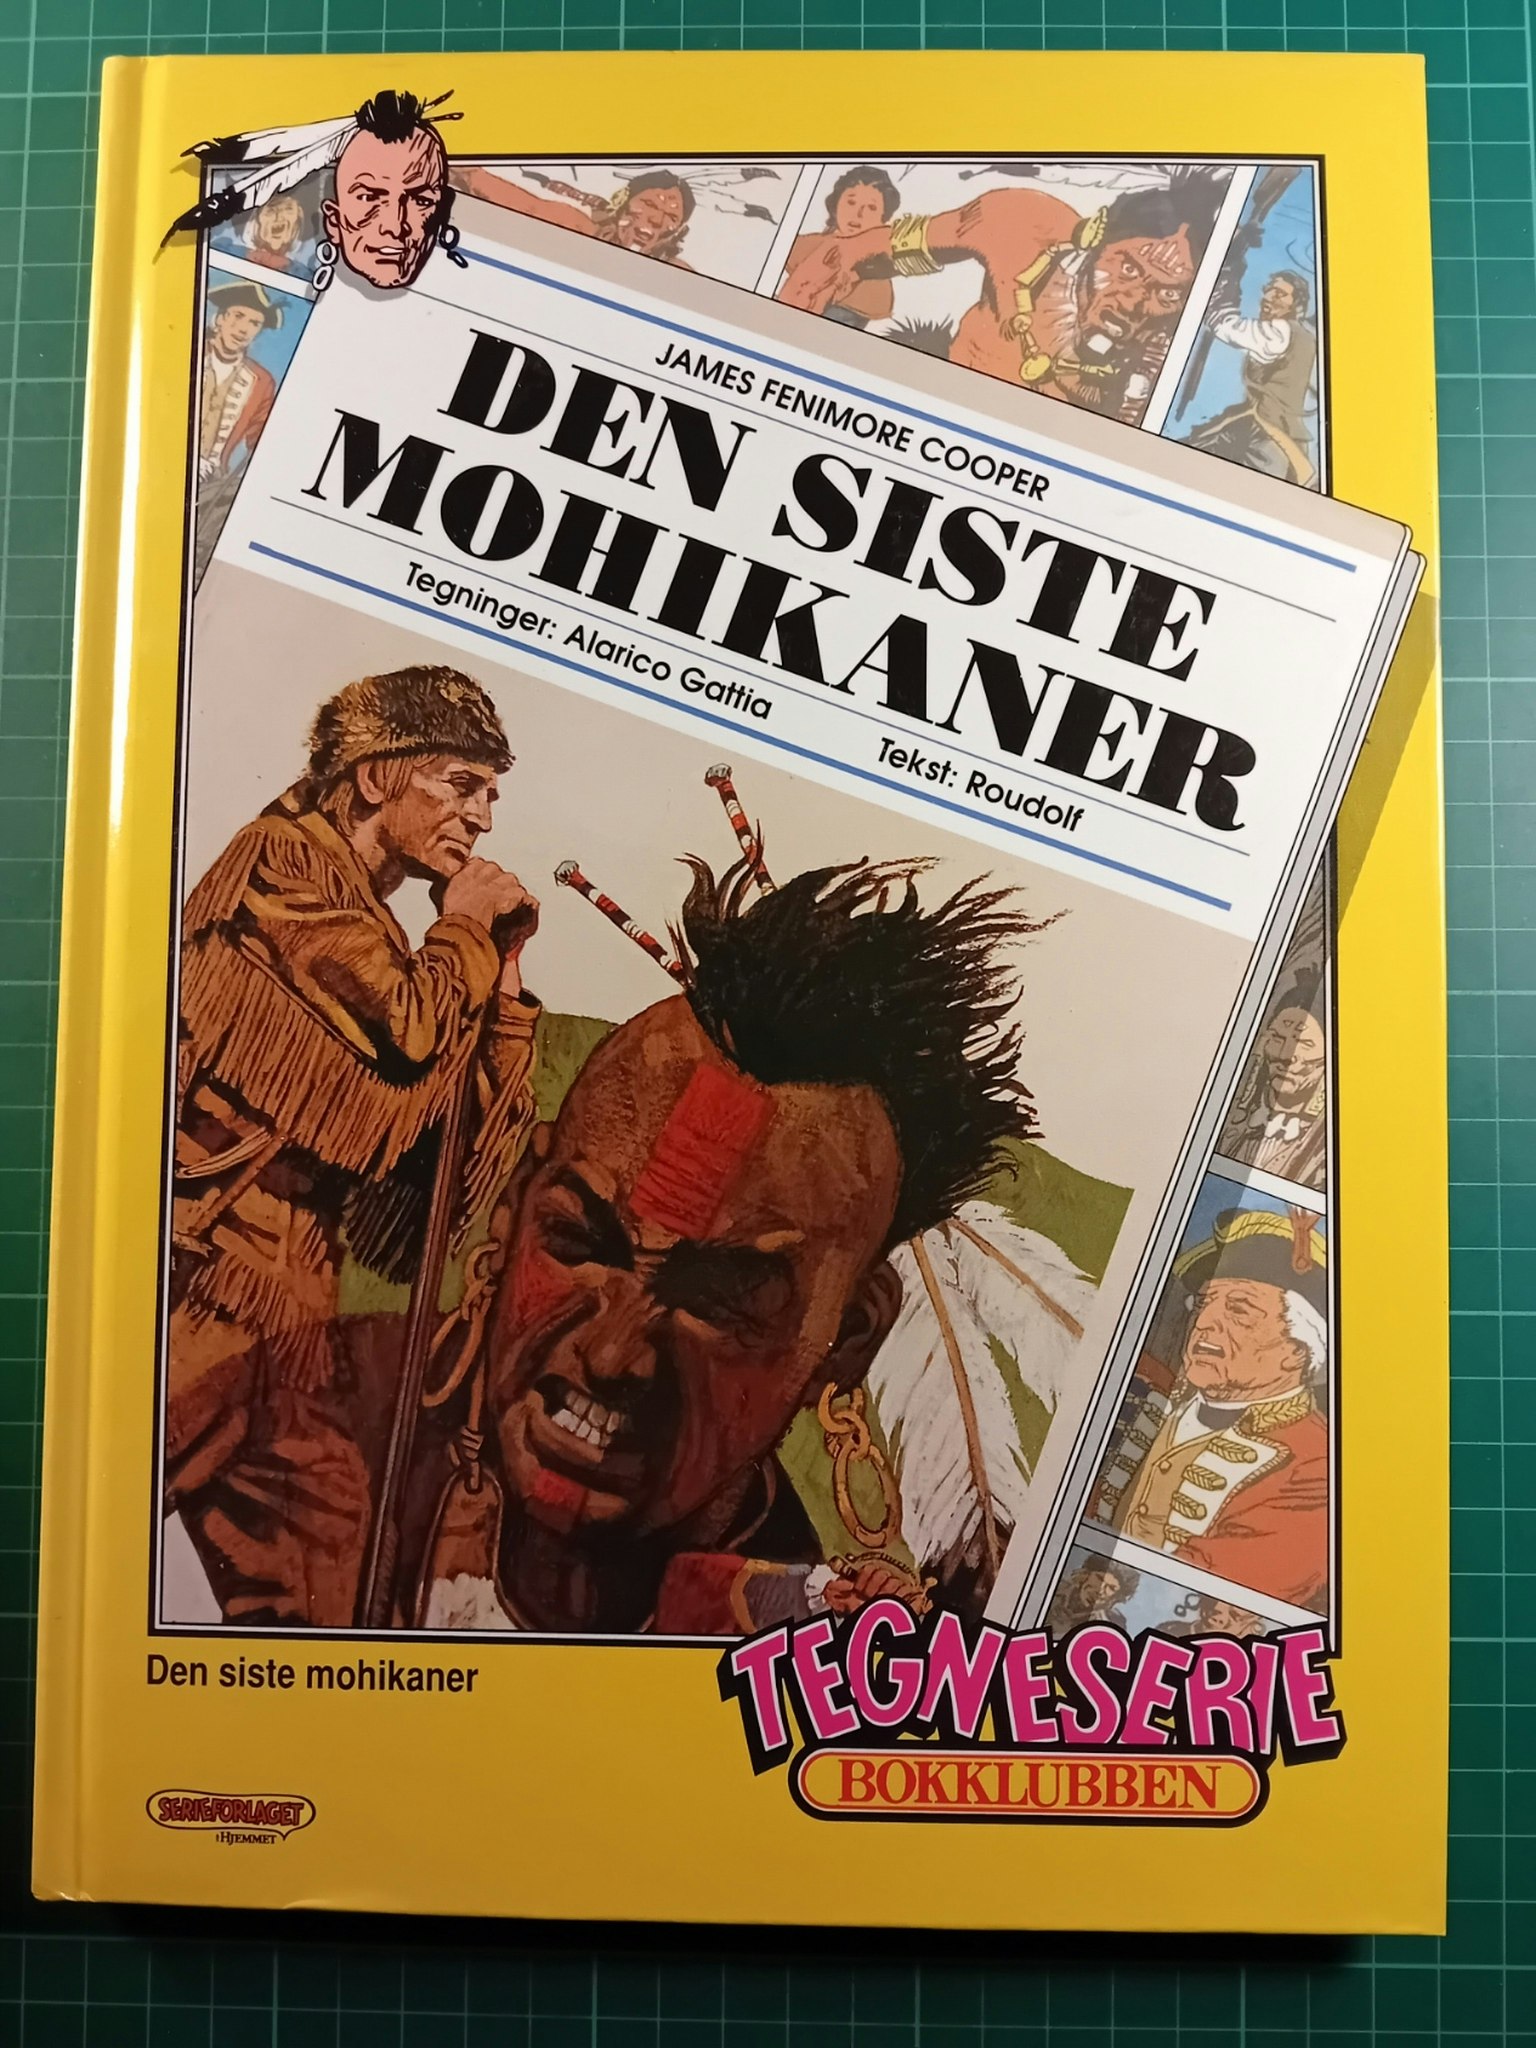 JAMES FENIMORE COOPER
DEN SISTE
MOHIKANER
Tegninger: Alarico Gattia Tekst: Roudolf
Den siste mohikaner
TEGNESERIE
BOKKLUBBEN
SERIEFORLAGET
HJEMMET